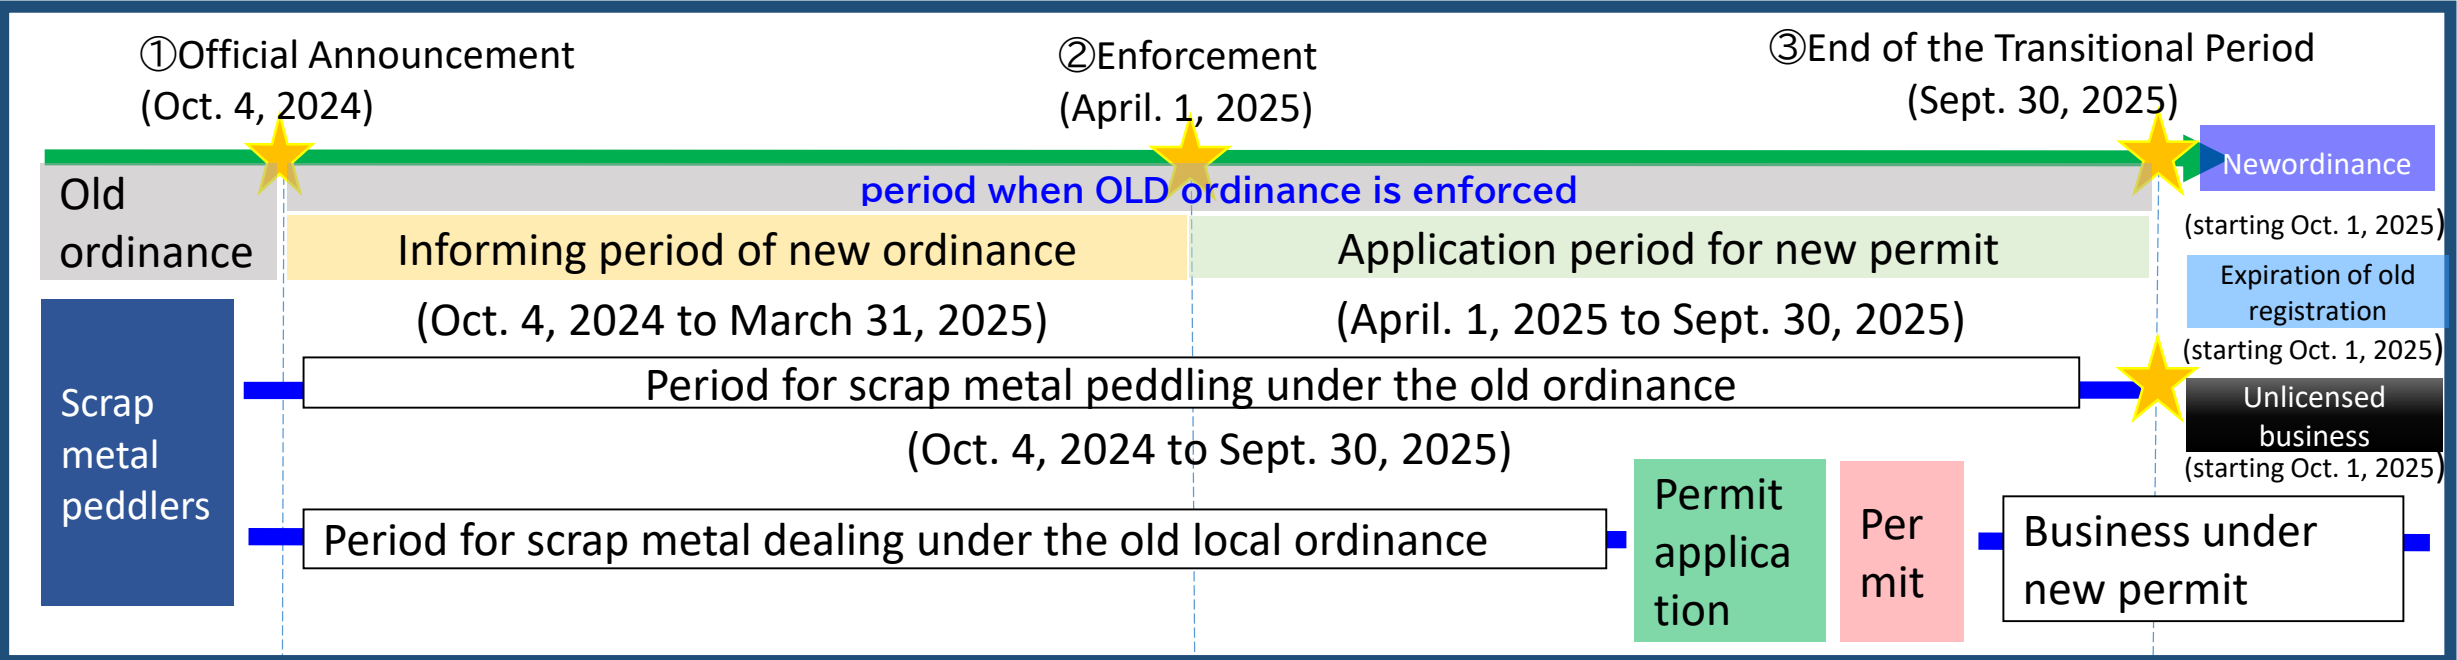 ①Official Announcement
(Oct. 4, 2024)
②Enforcement
(April. 1, 2025)
③End of the Transitional Period
(Sept. 30, 2025)
Newordinance
(starting Oct. 1, 2025)
Old
ordinance
period when OLD ordinance is enforced
Informing period of new ordinance
(Oct. 4, 2024 to March 31, 2025)
Application period for new permit
(April. 1, 2025 to Sept. 30, 2025)
Expiration of old
registration
(starting Oct. 1, 2025)
Scrap
metal
peddlers
Period for scrap metal peddling under the old ordinance
(Oct. 4, 2024 to Sept. 30, 2025)
Unlicensed
business
(starting Oct. 1, 2025)
Period for scrap metal dealing under the old local ordinance
Permit
applica
tion
Per
mit
Business under
new permit